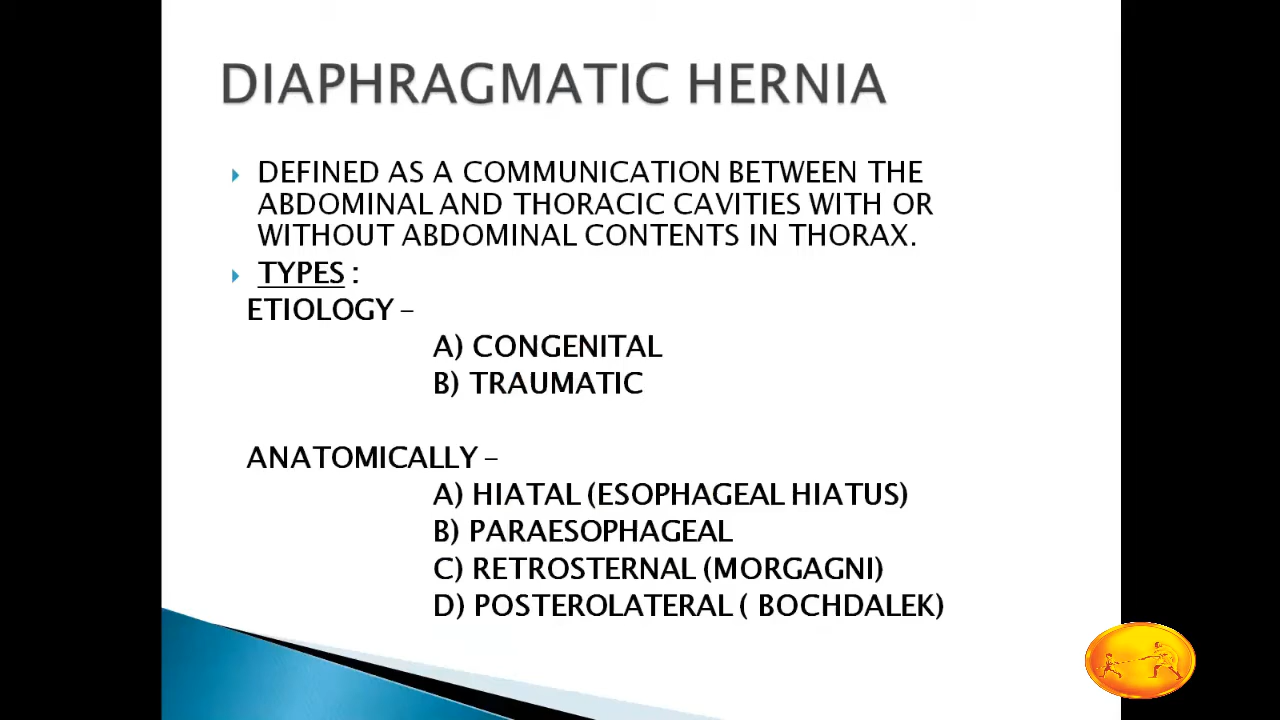 DIAPHRAGMATIC HERNIA
DEFINED AS A COMMUNICATION BETWEEN THE
ABDOMINAL AND THORACIC CAVITIES WITH OR
WITHOUT ABDOMINAL CONTENTS IN THORAX.
TYPES :
ETIOLOGY –
A) CONGENITAL
B) TRAUMATIC
ANATOMICALLY –
A) HIATAL (ESOPHAGEAL HIATUS)
B) PARAESOPHAGEAL
C) RETROSTERNAL (MORGAGNI)
D) POSTEROLATERAL ( BOCHDALEK)